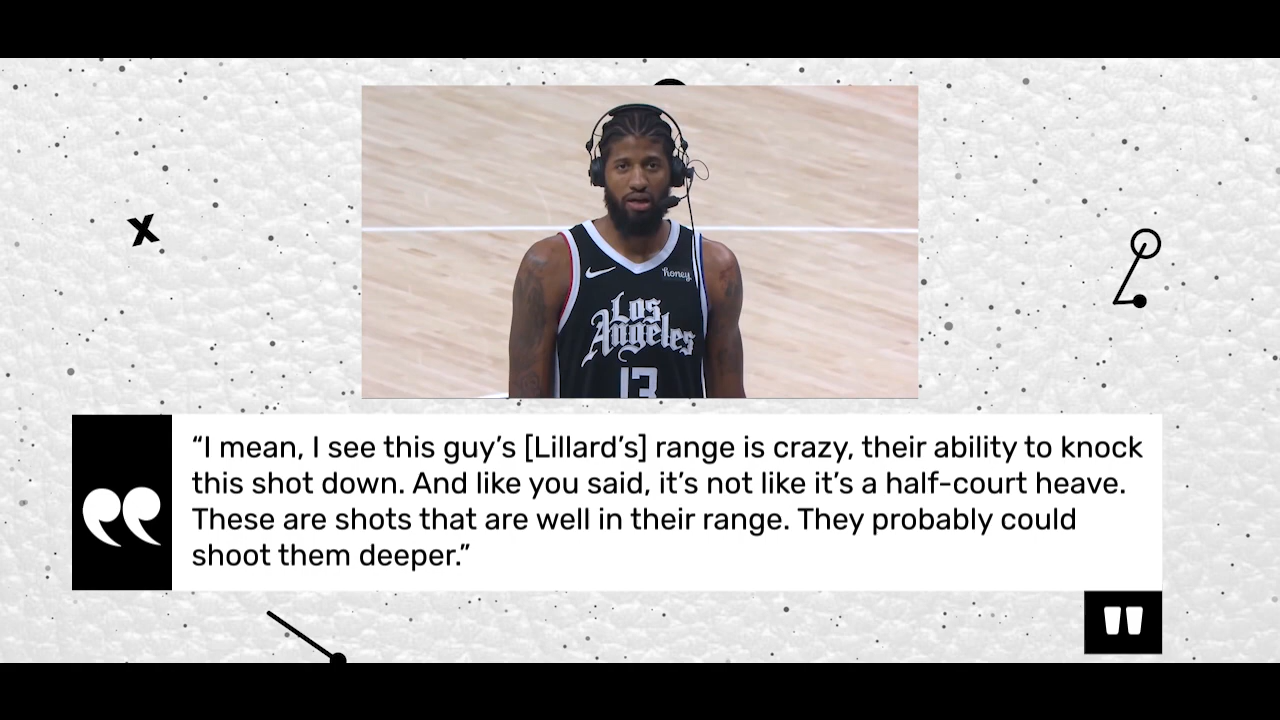 honey
Los
Angeles
13
“I mean, I see this guy’s [Lillard’s] range is crazy, their ability to knock
this shot down. And like you said, it’s not like it’s a half-court heave.
These are shots that are well in their range. They probably could
shoot them deeper.”